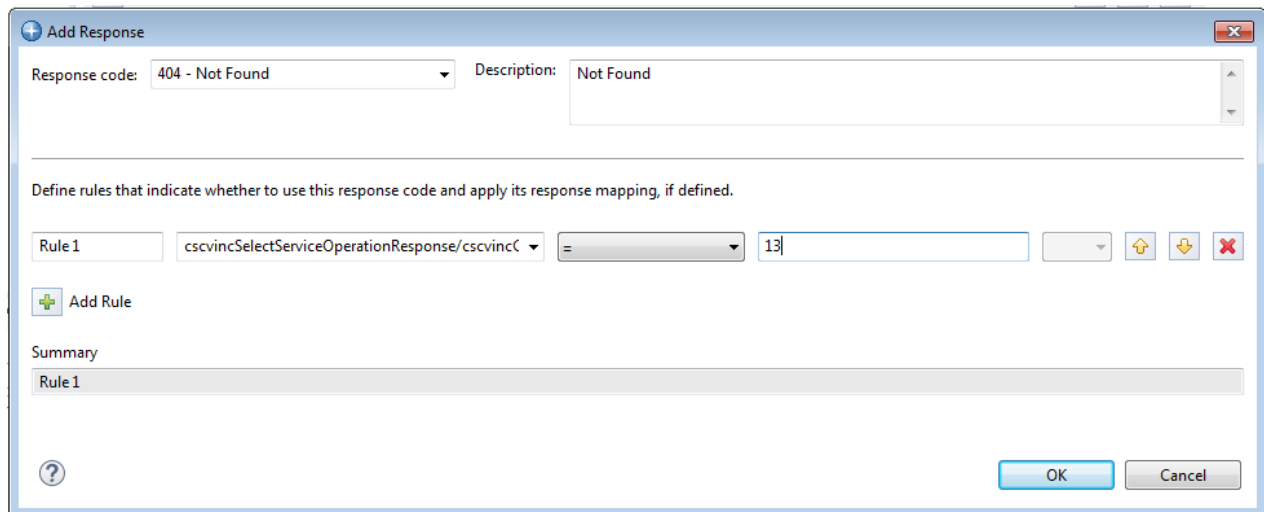 Add Response
Response code: 404 - Not Found Description: Not Found
Define rules that indicate whether to use this response code and apply its response mapping, if defined.
Rule 1 cscvincSelectServiceOperationResponse/cscvincC = 13
Add Rule
Summary
Rule 1
? OK Cancel